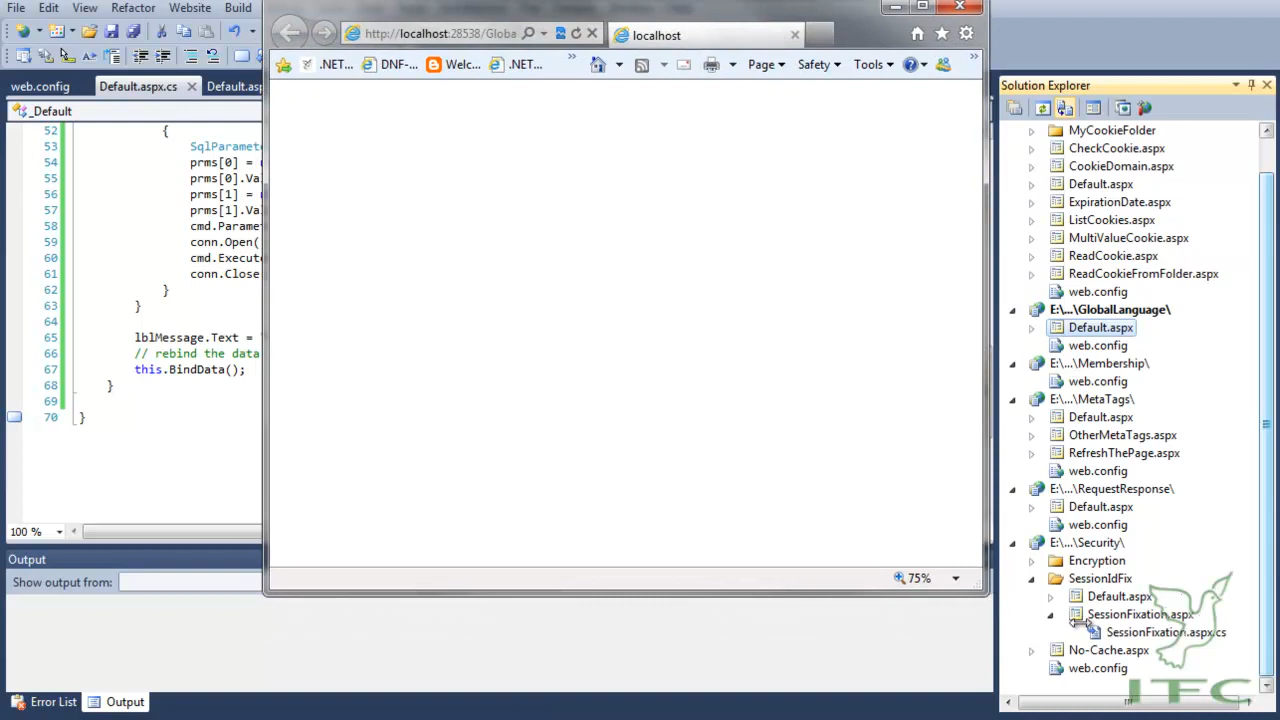 File Edit View Refactor Website Build
http://localhost:28538/Globa
localhost
.NET... DNF-... Welc... .NET...
Page Safety Tools
web.config Default.aspx.cs Default.asp
_Default
52 {
53 SqlParamete
54 prms[0] =
55 prms[0].Va
56 prms[1] =
57 prms[1].Va
58 cmd.Parame
59 conn.Open(
60 cmd.Execut
61 conn.Close
62 }
63 }
64
65 lblMessage.Text =
66 // rebind the data
67 this.BindData();
68 }
69
70 }
100 %
75%
Output
Show output from:
Error List Output
Solution Explorer
MyCookieFolder
CheckCookie.aspx
CookieDomain.aspx
Default.aspx
ExpirationDate.aspx
ListCookies.aspx
MultiValueCookie.aspx
ReadCookie.aspx
ReadCookieFromFolder.aspx
web.config
E:\...\GlobalLanguage\
Default.aspx
web.config
E:\...\Membership\
web.config
E:\...\MetaTags\
Default.aspx
OtherMetaTags.aspx
RefreshThePage.aspx
web.config
E:\...\RequestResponse\
Default.aspx
web.config
E:\...\Security\
Encryption
SessionIdFix
Default.aspx
SessionFixation.aspx
SessionFixation.aspx.cs
No-Cache.aspx
web.config
IFC